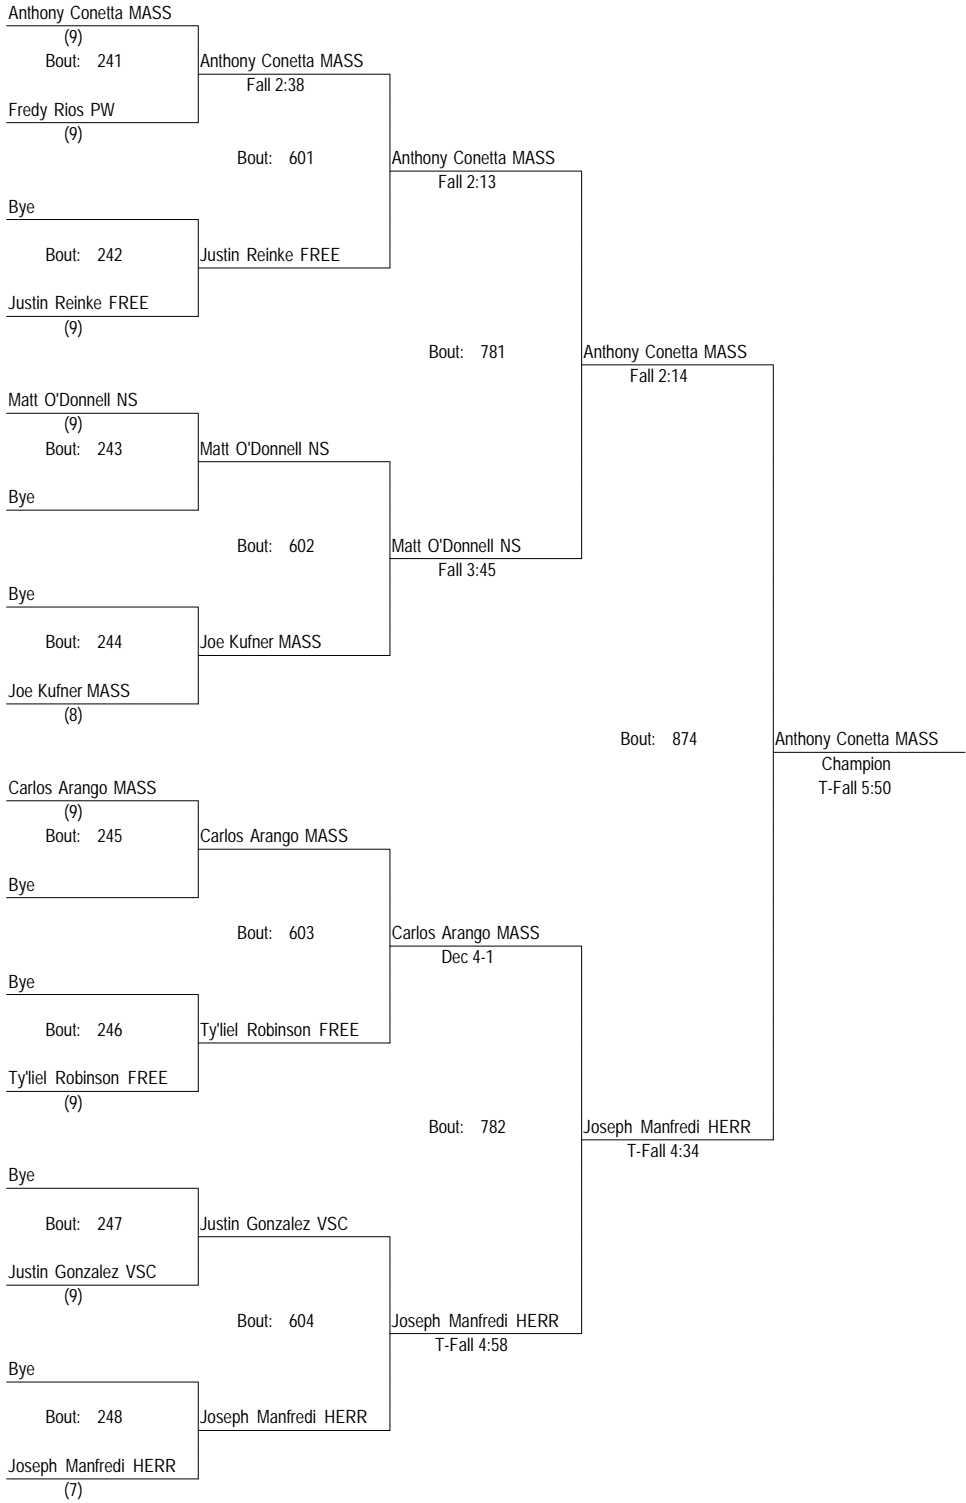 Anthony Conetta MASS
(9)
Bout: 241
Anthony Conetta MASS
Fall 2:38
Fredy Rios PW
(9)
Bout: 601
Anthony Conetta MASS
Fall 2:13
Bye
Bout: 242
Justin Reinke FREE
Justin Reinke FREE
(9)
Bout: 781
Anthony Conetta MASS
Fall 2:14
Matt O'Donnell NS
(9)
Bout: 243
Matt O'Donnell NS
Bye
Bout: 602
Matt O'Donnell NS
Fall 3:45
Bye
Bout: 244
Joe Kufner MASS
Joe Kufner MASS
(8)
Bout: 874
Anthony Conetta MASS
Champion
T-Fall 5:50
Carlos Arango MASS
(9)
Bout: 245
Carlos Arango MASS
Bye
Bout: 603
Carlos Arango MASS
Dec 4-1
Bye
Bout: 246
Ty'liel Robinson FREE
Ty'liel Robinson FREE
(9)
Bout: 782
Joseph Manfredi HERR
T-Fall 4:34
Bye
Bout: 247
Justin Gonzalez VSC
Justin Gonzalez VSC
(9)
Bout: 604
Joseph Manfredi HERR
T-Fall 4:58
Bye
Bout: 248
Joseph Manfredi HERR
Joseph Manfredi HERR
(7)